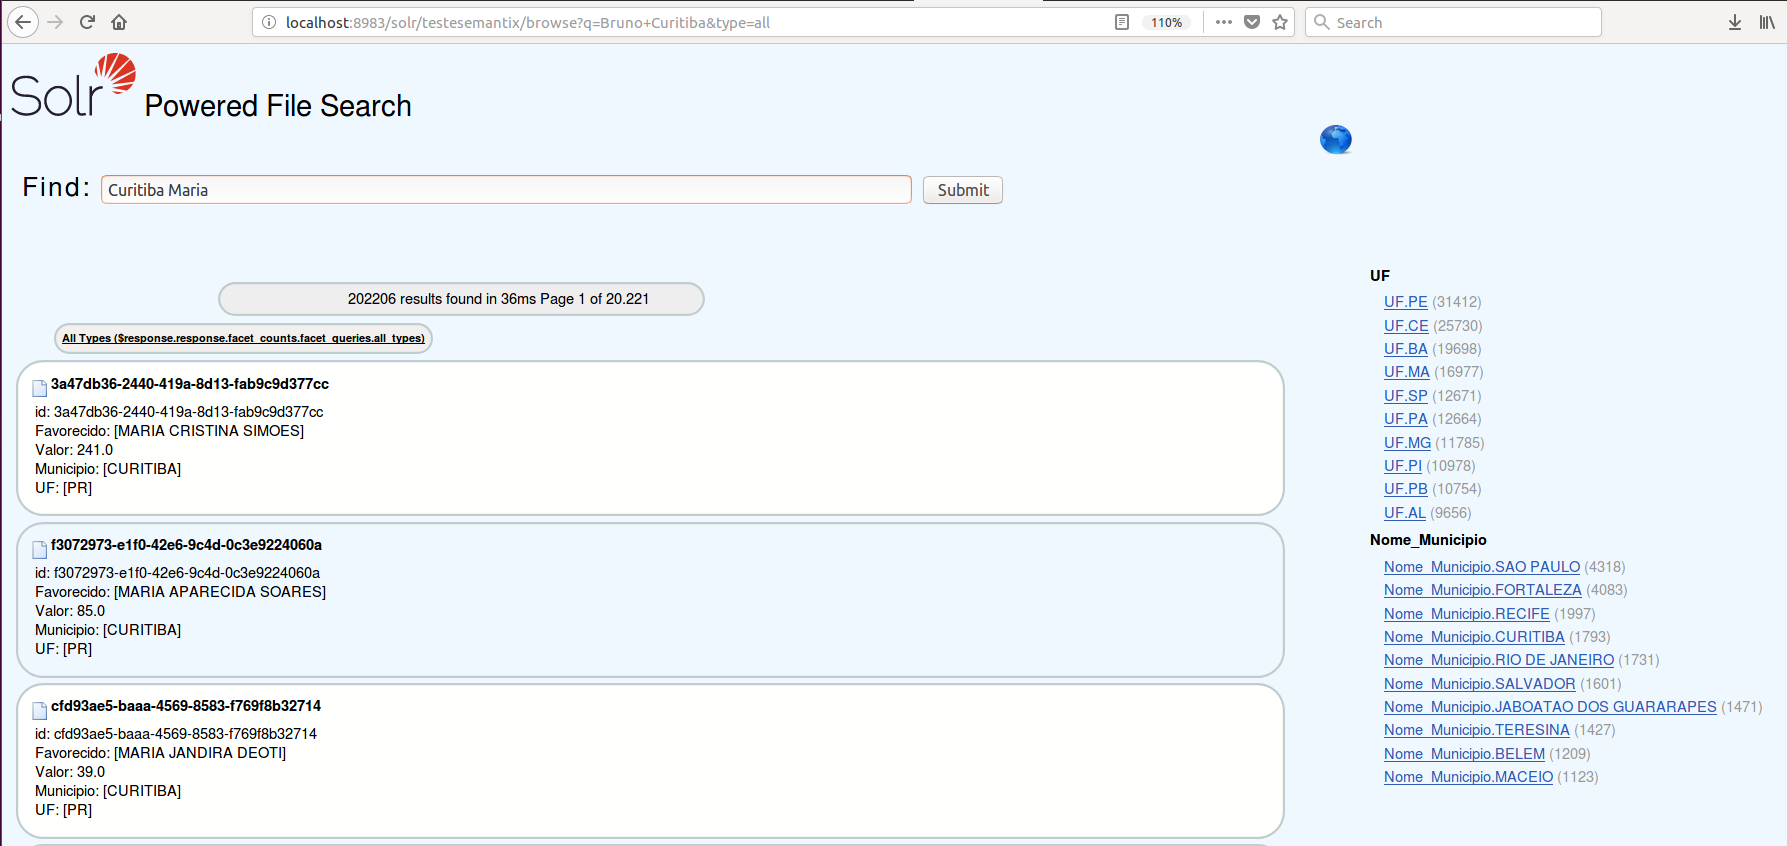 localhost:8983/solr/testesemantix/browse?q=Bruno+Curitiba&type=all
110%
Search
Solr
Powered File Search
Find:
Curitiba Maria
Submit
202206 results found in 36ms Page 1 of 20.221
All Types ($response.response.facet_counts.facet_queries.all_types)
3a47db36-2440-419a-8d13-fab9c9d377cc
id: 3a47db36-2440-419a-8d13-fab9c9d377cc
Favorecido: [MARIA CRISTINA SIMOES]
Valor: 241.0
Municipio: [CURITIBA]
UF: [PR]
f3072973-e1f0-42e6-9c4d-0c3e9224060a
id: f3072973-e1f0-42e6-9c4d-0c3e9224060a
Favorecido: [MARIA APARECIDA SOARES]
Valor: 85.0
Municipio: [CURITIBA]
UF: [PR]
cfd93ae5-baaa-4569-8583-f769f8b32714
id: cfd93ae5-baaa-4569-8583-f769f8b32714
Favorecido: [MARIA JANDIRA DEOTI]
Valor: 39.0
Municipio: [CURITIBA]
UF: [PR]
UF
UF.PE (31412)
UF.CE (25730)
UF.BA (19698)
UF.MA (16977)
UF.SP (12671)
UF.PA (12664)
UF.MG (11785)
UF.PI (10978)
UF.PB (10754)
UF.AL (9656)
Nome_Municipio
Nome_Municipio.SAO PAULO (4318)
Nome_Municipio.FORTALEZA (4083)
Nome_Municipio.RECIFE (1997)
Nome_Municipio.CURITIBA (1793)
Nome_Municipio.RIO DE JANEIRO (1731)
Nome_Municipio.SALVADOR (1601)
Nome_Municipio.JABOATAO DOS GUARARAPES (1471)
Nome_Municipio.TERESINA (1427)
Nome_Municipio.BELEM (1209)
Nome_Municipio.MACEIO (1123)